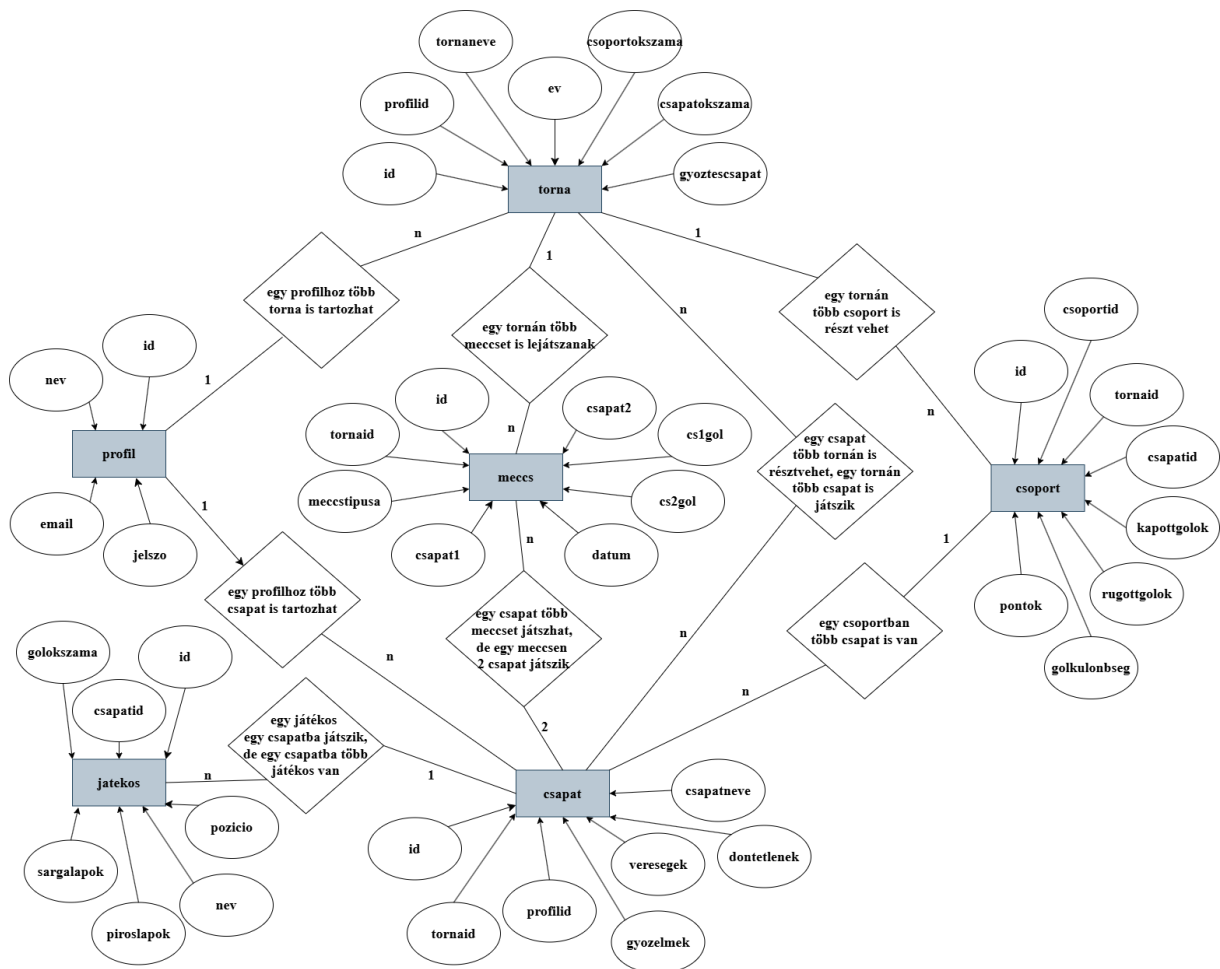 tornaneve
csoportokszama
ev
profilid
csapatokszama
id
gyoztescsapat
torna
n
1
1
egy profilhoz több
torna is tartozhat
n
egy tornán
több csoport is
részt vehet
egy tornán több
meccset is lejátszanak
id
nev
1
csoportid
id
tornaid
n
id
csapat2
tornaid
cs1gol
n
profil
meccs
meccstipusa
cs2gol
egy csapat
több tornán is
résztvehet, egy tornán
több csapat is
játszik
csapatid
csoport
email
jelszo
1
csapat1
datum
n
kapottgolok
1
egy profilhoz több
csapat is tartozhat
egy csapat több
meccset játszhat,
de egy meccsen
2 csapat játszik
n
egy csoportban
több csapat is van
pontok
rugottgolok
golkulonbseg
golokszama
id
csapatid
n
n
egy játékos
egy csapatba játszik,
de egy csapatba több
játékos van
2
jatekos
n
1
csapat
csapatneve
pozicio
id
veresegek
dontetlenek
sargalapok
nev
piroslapok
tornaid
profilid
gyozelmek